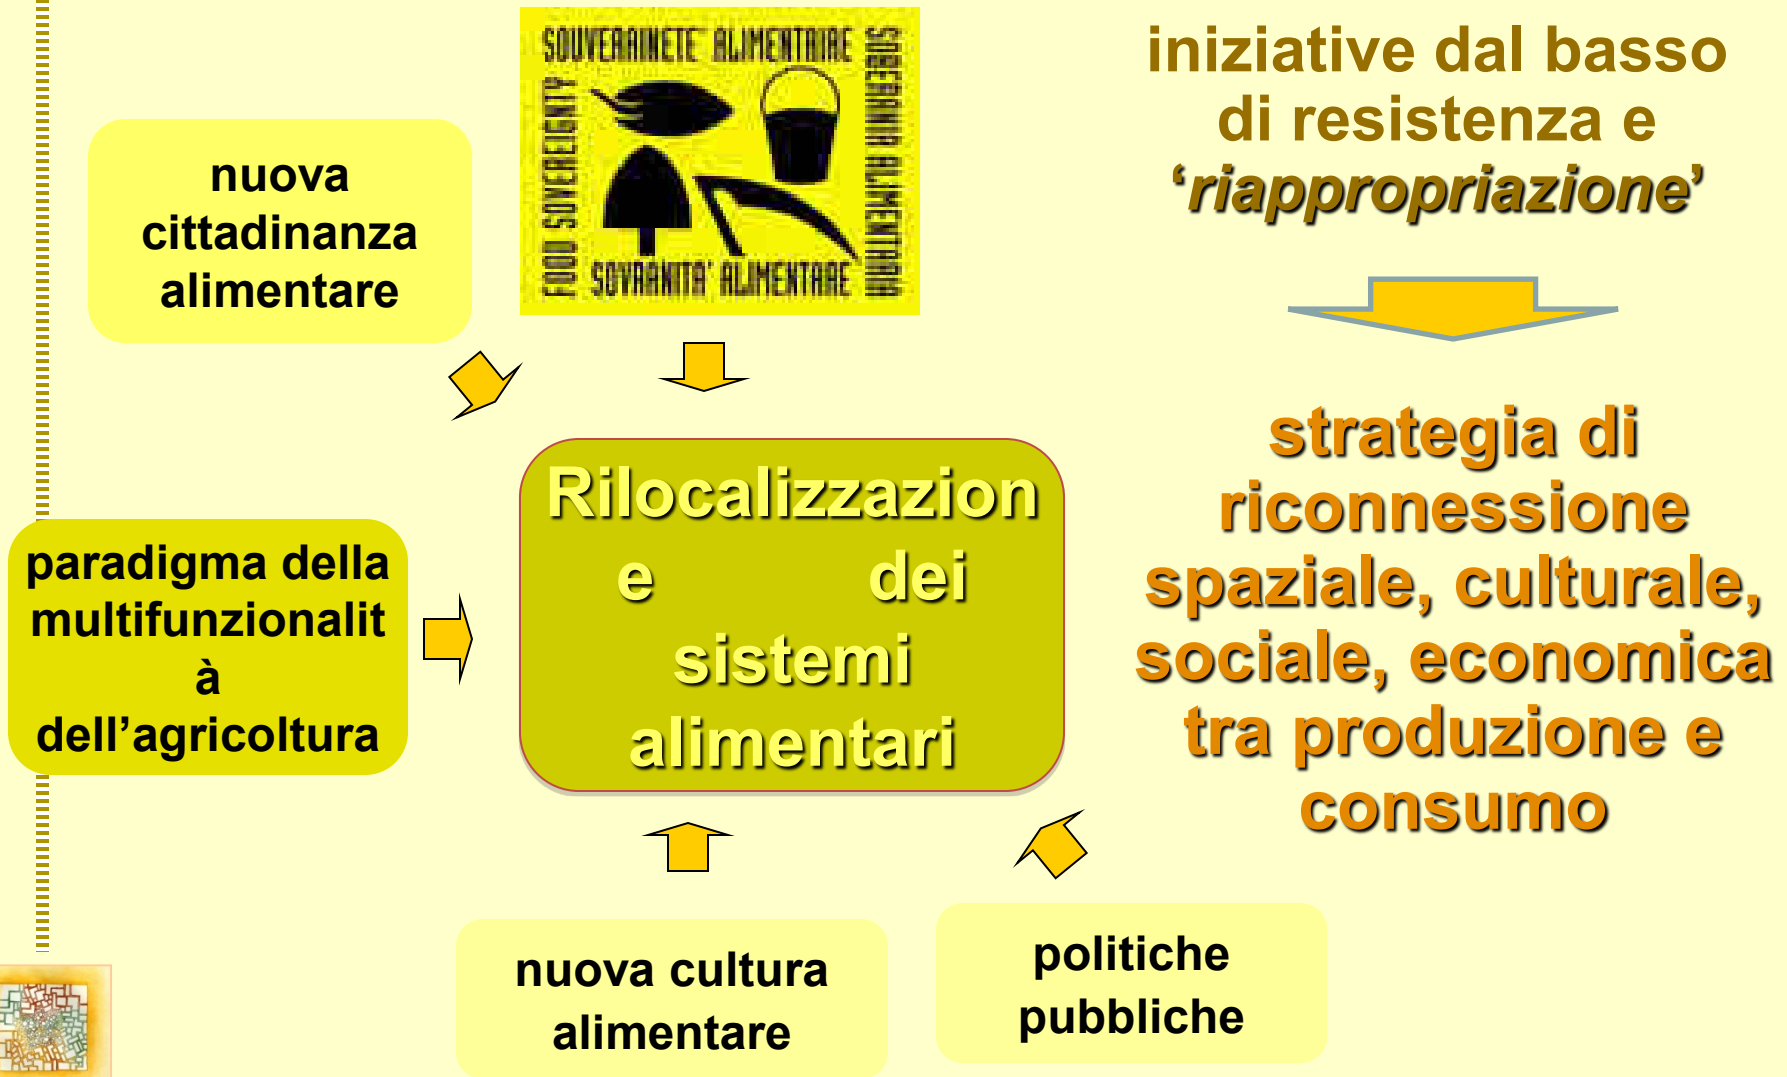 SOUVERAINETE' ALIMENTAIRE
FOOD SOVEREIGNTY
SOBERANIA ALIMENTARIA
SOVRANITA' ALIMENTARE
nuova
cittadinanza
alimentare
paradigma della
multifunzionalit
à
dell’agricoltura
Rilocalizzazion
e dei
sistemi
alimentari
nuova cultura
alimentare
politiche
pubbliche
iniziative dal basso
di resistenza e
‘riappropriazione’
strategia di
riconnessione
spaziale, culturale,
sociale, economica
tra produzione e
consumo